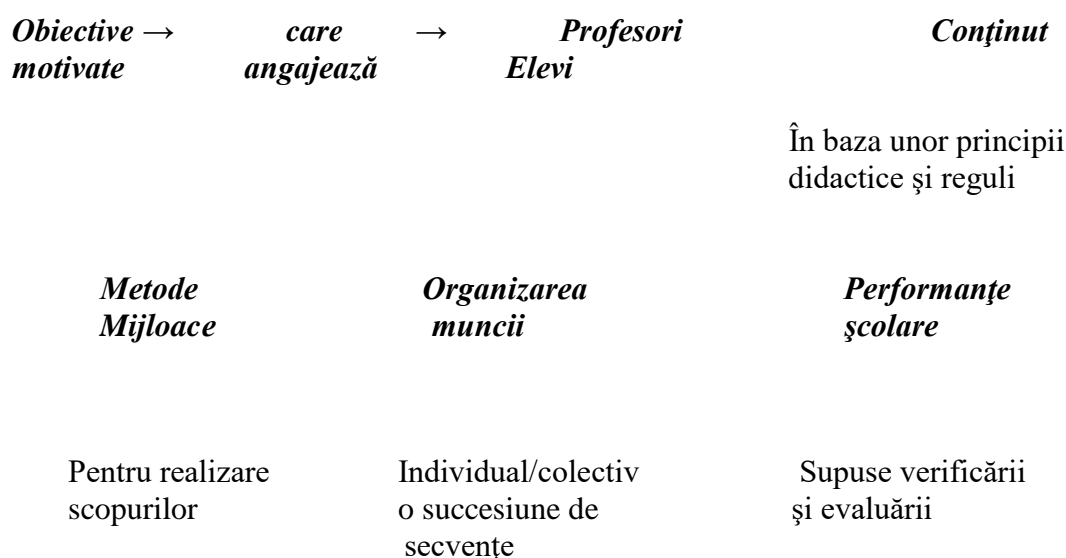 Obiective → care → Profesori Conţinut
motivate angajează Elevi
În baza unor principii
didactice şi reguli
Metode Organizarea Performanţe
Mijloace muncii şcolare
Pentru realizare Individual/colectiv Supuse verificării
scopurilor o succesiune de şi evaluării
secvenţe